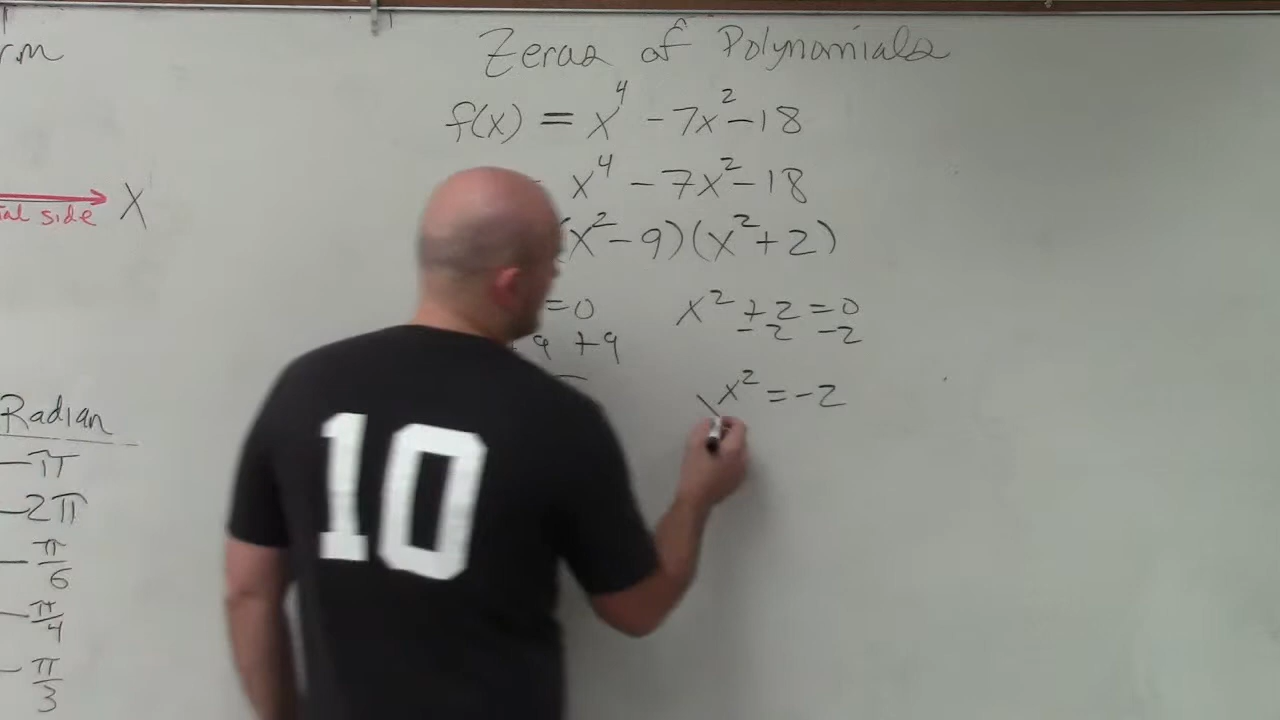 rm
x
ial side
Radian
-π
-2π
-π/6
-π/4
-π/3
Zeros of Polynomials
f(x) = x⁴ - 7x² - 18
x⁴ - 7x² - 18
(x² - 9)(x² + 2)
=0
+9 +9
x² + 2 = 0
-2 -2
x² = -2
10